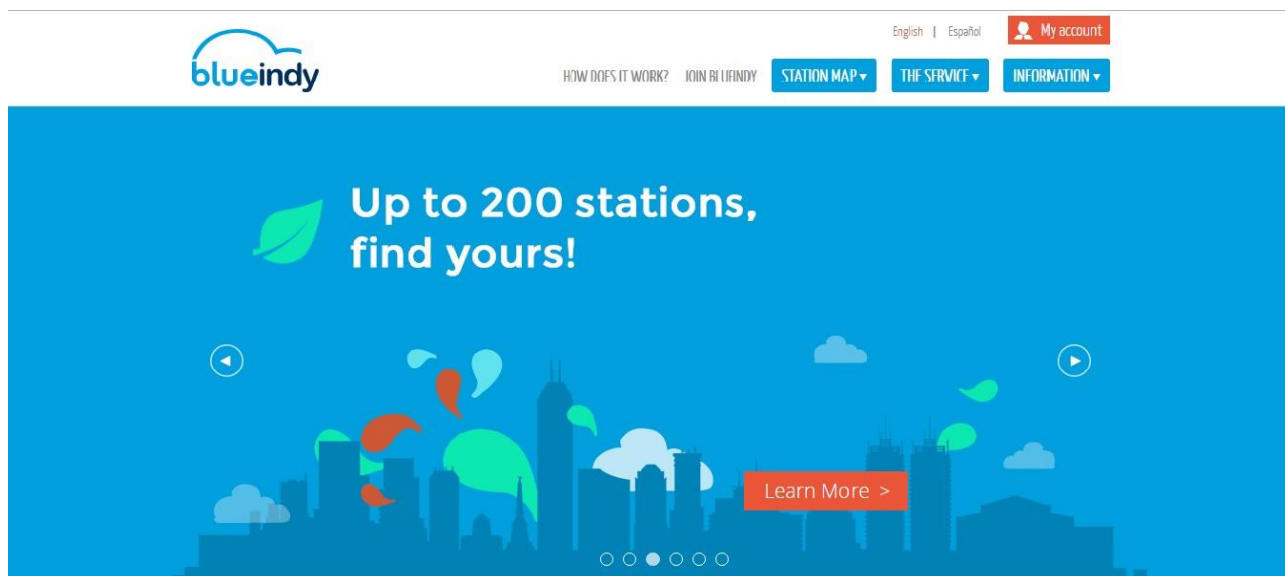 English | Español
My account
blueindy
HOW DOES IT WORK? JOIN BLUEINDY STATION MAP ▾ THE SERVICE ▾ INFORMATION ▾
Up to 200 stations,
find yours!
Learn More >